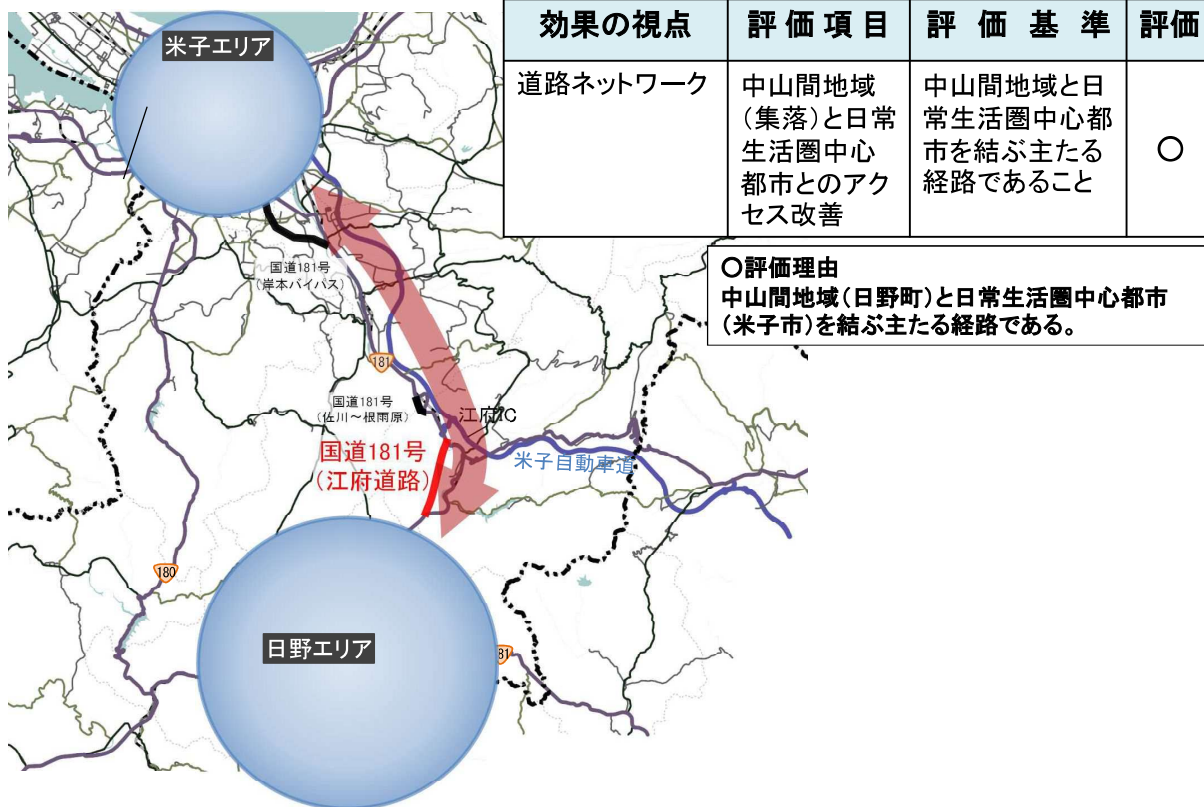 効果の視点
評価項目
評価基準
評価
道路ネットワーク
中山間地域
(集落)と日常
生活圏中心
都市とのアク
セス改善
中山間地域と日
常生活圏中心都
市を結ぶ主たる
経路であること
○
○評価理由
中山間地域(日野町)と日常生活圏中心都市
(米子市)を結ぶ主たる経路である。
米子エリア
国道181号
(岸本バイパス)
181
国道181号
(佐川～根雨原)
江府IC
国道181号
(江府道路)
米子自動車道
180
日野エリア
81